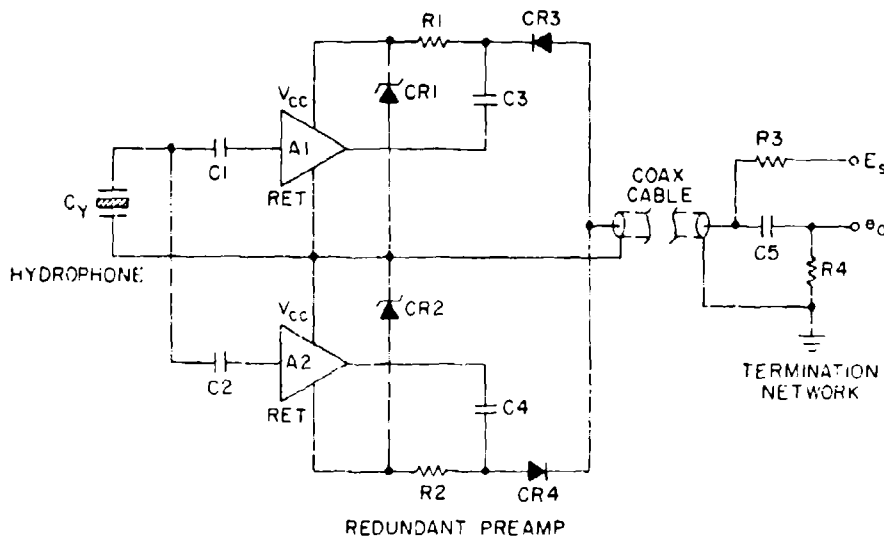 R1
CR3
VCC
CR1
C3
A1
C1
RET
R3
Es
COAX
CABLE
CY
C5
R4
HYDROPHONE
VCC
CR2
A2
C2
RET
C4
TERMINATION
NETWORK
R2
CR4
REDUNDANT PREAMP